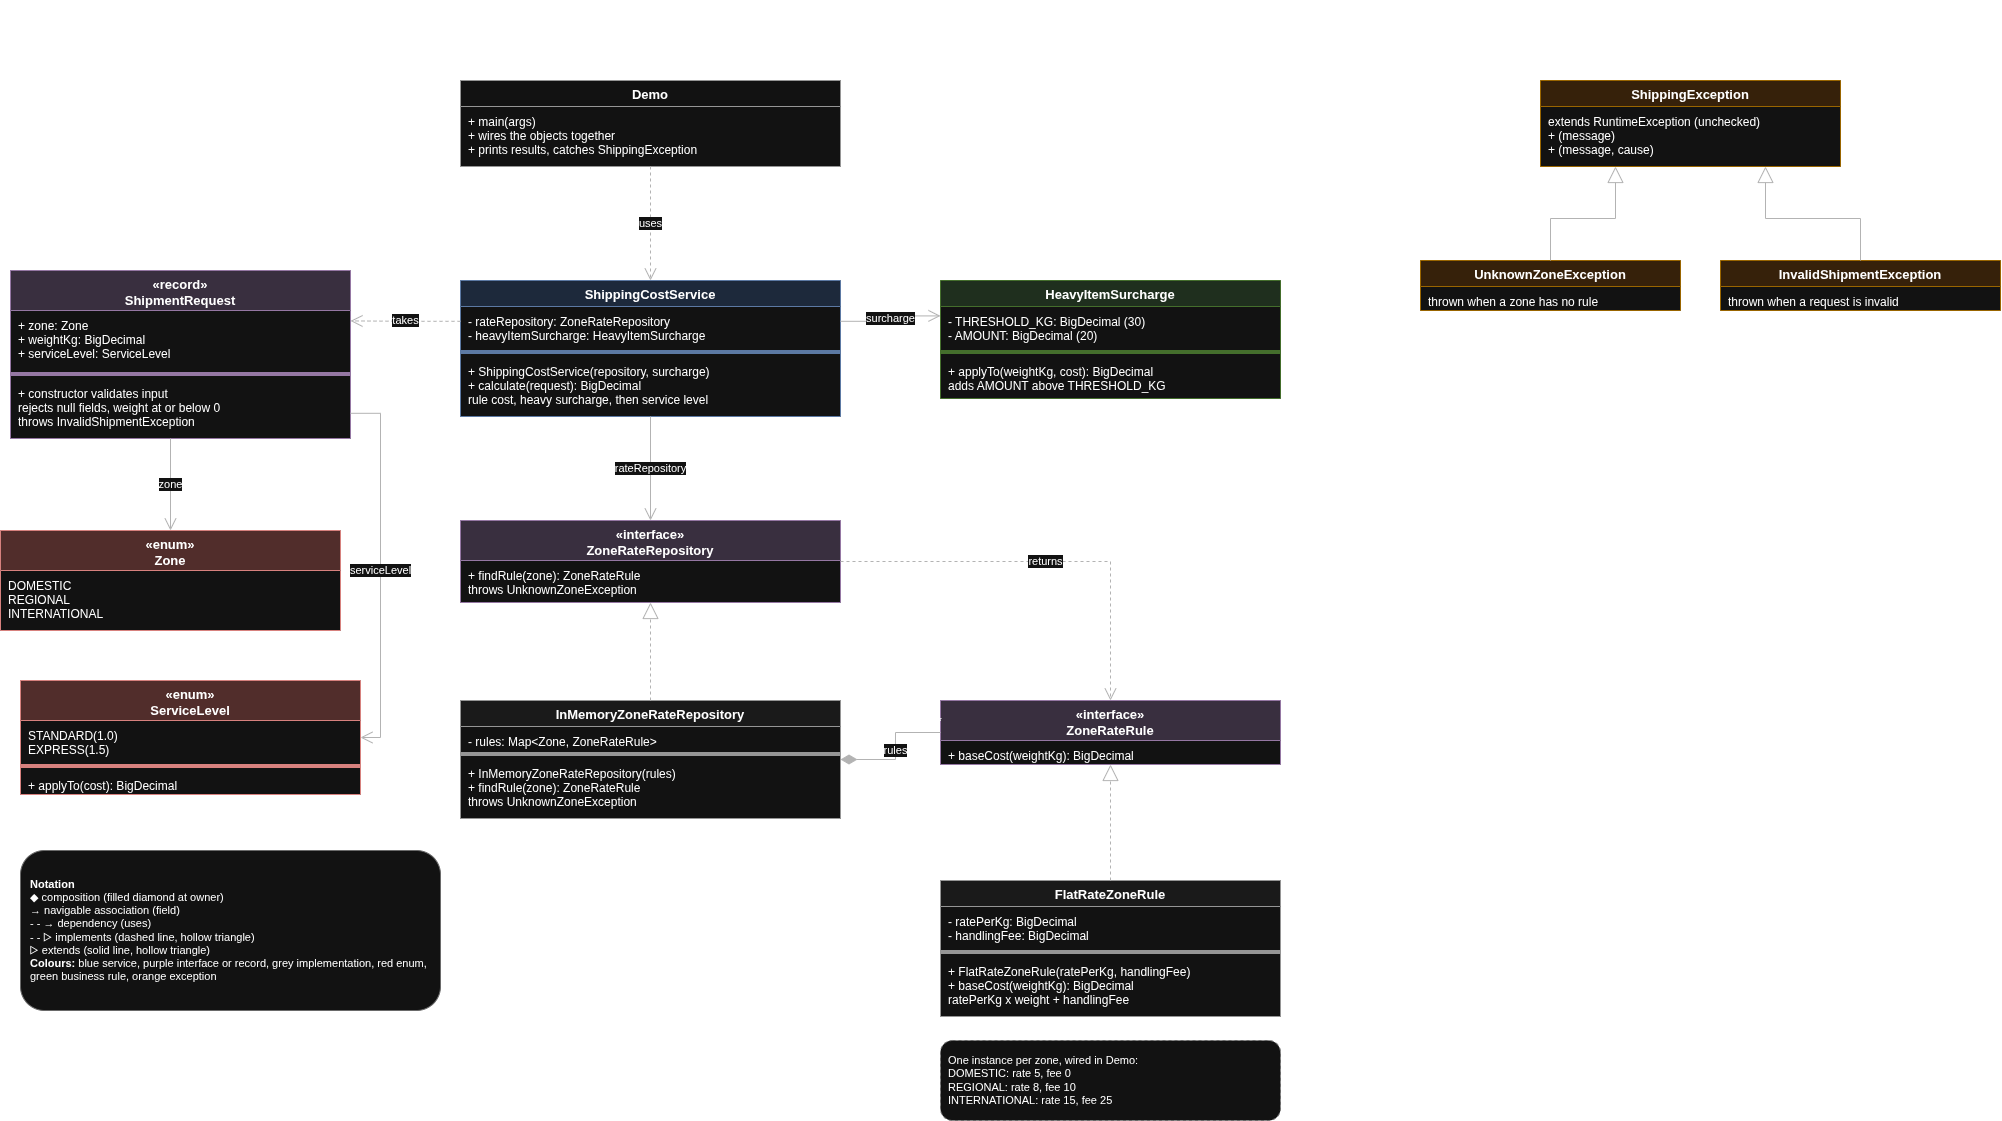 Demo
+ main(args)
+ wires the objects together
+ prints results, catches ShippingException
ShippingException
extends RuntimeException (unchecked)
+ (message)
+ (message, cause)
uses
UnknownZoneException
thrown when a zone has no rule
InvalidShipmentException
thrown when a request is invalid
«record»
ShipmentRequest
+ zone: Zone
+ weightKg: BigDecimal
+ serviceLevel: ServiceLevel
+ constructor validates input
rejects null fields, weight at or below 0
throws InvalidShipmentException
takes
ShippingCostService
- rateRepository: ZoneRateRepository
- heavyItemSurcharge: HeavyItemSurcharge
+ ShippingCostService(repository, surcharge)
+ calculate(request): BigDecimal
rule cost, heavy surcharge, then service level
surcharge
HeavyItemSurcharge
- THRESHOLD_KG: BigDecimal (30)
- AMOUNT: BigDecimal (20)
+ applyTo(weightKg, cost): BigDecimal
adds AMOUNT above THRESHOLD_KG
zone
rateRepository
«enum»
Zone
DOMESTIC
REGIONAL
INTERNATIONAL
serviceLevel
«interface»
ZoneRateRepository
+ findRule(zone): ZoneRateRule
throws UnknownZoneException
returns
«enum»
ServiceLevel
STANDARD(1.0)
EXPRESS(1.5)
+ applyTo(cost): BigDecimal
InMemoryZoneRateRepository
- rules: Map<Zone, ZoneRateRule>
+ InMemoryZoneRateRepository(rules)
+ findRule(zone): ZoneRateRule
throws UnknownZoneException
rules
«interface»
ZoneRateRule
+ baseCost(weightKg): BigDecimal
FlatRateZoneRule
- ratePerKg: BigDecimal
- handlingFee: BigDecimal
+ FlatRateZoneRule(ratePerKg, handlingFee)
+ baseCost(weightKg): BigDecimal
ratePerKg x weight + handlingFee
Notation
◆ composition (filled diamond at owner)
→ navigable association (field)
- - → dependency (uses)
- - ▷ implements (dashed line, hollow triangle)
▷ extends (solid line, hollow triangle)
Colours: blue service, purple interface or record, grey implementation, red enum,
green business rule, orange exception
One instance per zone, wired in Demo:
DOMESTIC: rate 5, fee 0
REGIONAL: rate 8, fee 10
INTERNATIONAL: rate 15, fee 25